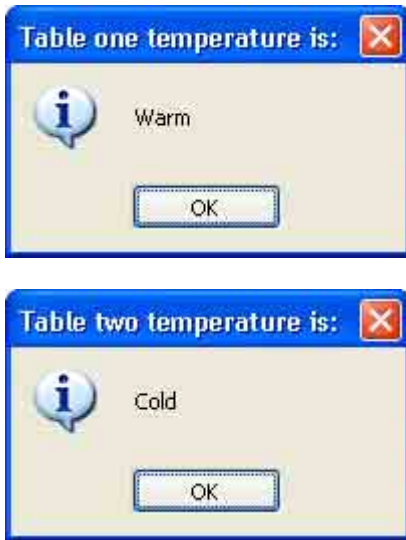 Table one temperature is:
Warm
OK
Table two temperature is:
Cold
OK